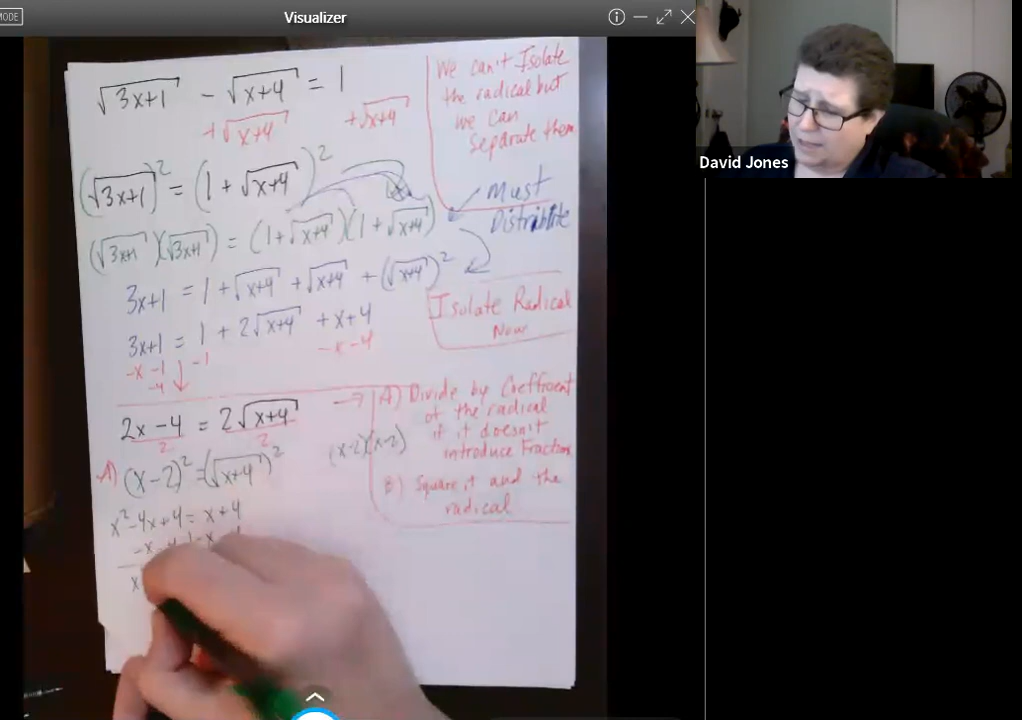 MODE
Visualizer
David Jones
√3x+1 - √x+4 = 1
+√x+4 +√x+4
(√3x+1)² = (1 + √x+4)²
(√3x+1)(√3x+1) = (1+√x+4)(1+√x+4)
3x+1 = 1+√x+4 +√x+4 +(√x+4)²
3x+1 = 1 + 2√x+4 + x+4
-x -1 -1 -x -4
-4
2x-4 = 2√x+4
2 2
A) (x-2)² = (√x+4)²
(x-2)(x-2)
x²-4x+4 = x+4
-x -4 -x -4
x
We can't Isolate
the radical but
we can
Separate them
Must
Distribute
Isolate Radical
Now
A) Divide by Coefficient
of the radical
if it doesn't
introduce Fraction
B) Square it and the
radical